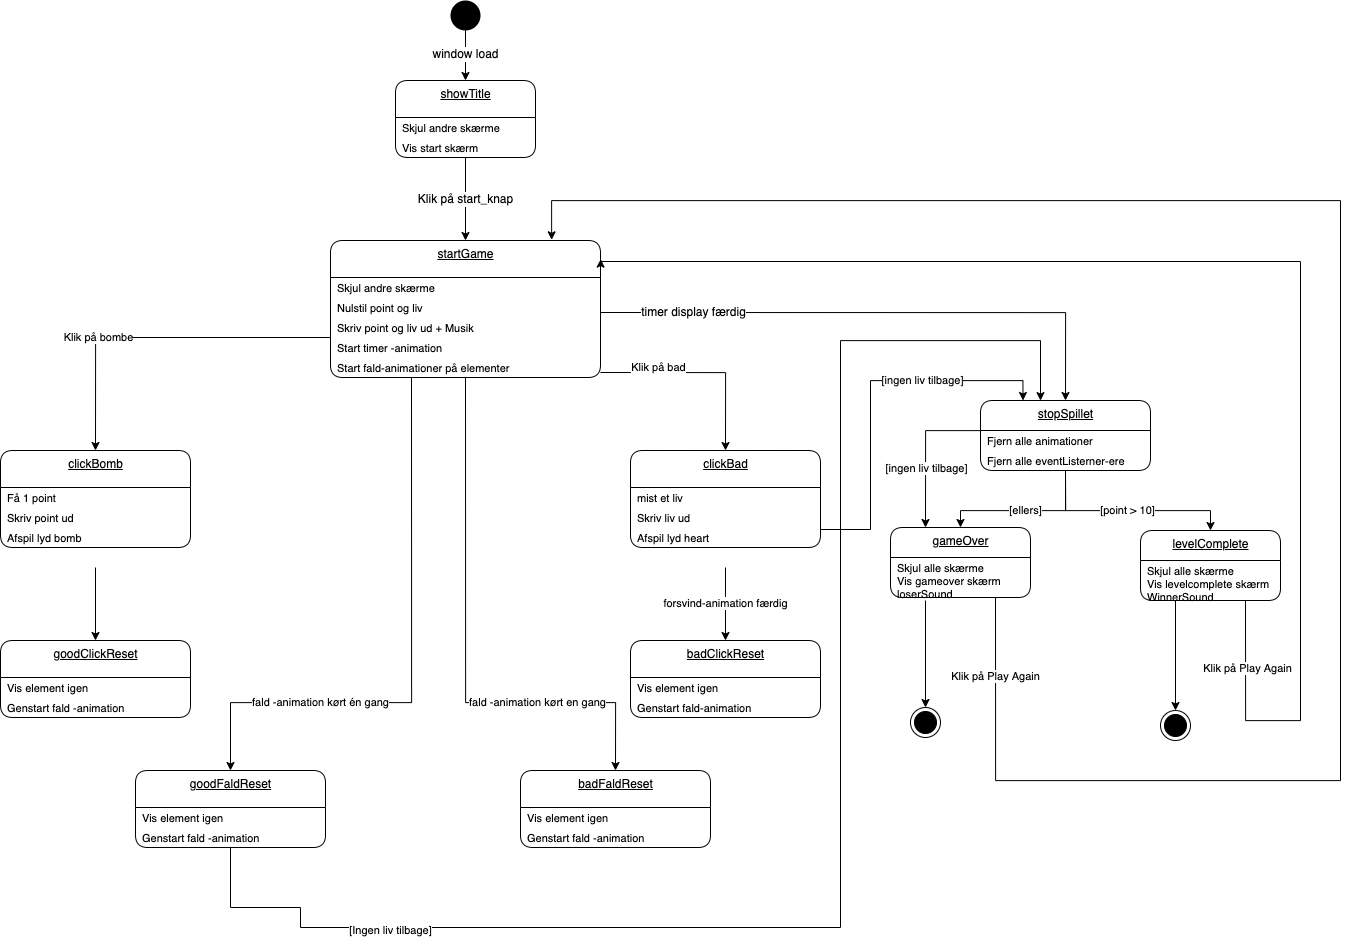 window load
showTitle
Skjul andre skærme
Vis start skærm
Klik på start_knap
startGame
Skjul andre skærme
Nulstil point og liv
Skriv point og liv ud + Musik
Start timer -animation
Start fald-animationer på elementer
timer display færdig
Klik på bombe
Klik på bad
[ingen liv tilbage]
stopSpillet
Fjern alle animationer
Fjern alle eventListerner-ere
clickBomb
Få 1 point
Skriv point ud
Afspil lyd bomb
clickBad
mist et liv
Skriv liv ud
Afspil lyd heart
[ingen liv tilbage]
[ellers]
[point > 10]
gameOver
Skjul alle skærme
Vis gameover skærm
loserSound
levelComplete
Skjul alle skærme
Vis levelcomplete skærm
WinnerSound
forsvind-animation færdig
goodClickReset
Vis element igen
Genstart fald -animation
badClickReset
Vis element igen
Genstart fald-animation
Klik på Play Again
Klik på Play Again
fald -animation kørt én gang
fald -animation kørt en gang
goodFaldReset
Vis element igen
Genstart fald -animation
badFaldReset
Vis element igen
Genstart fald -animation
[Ingen liv tilbage]